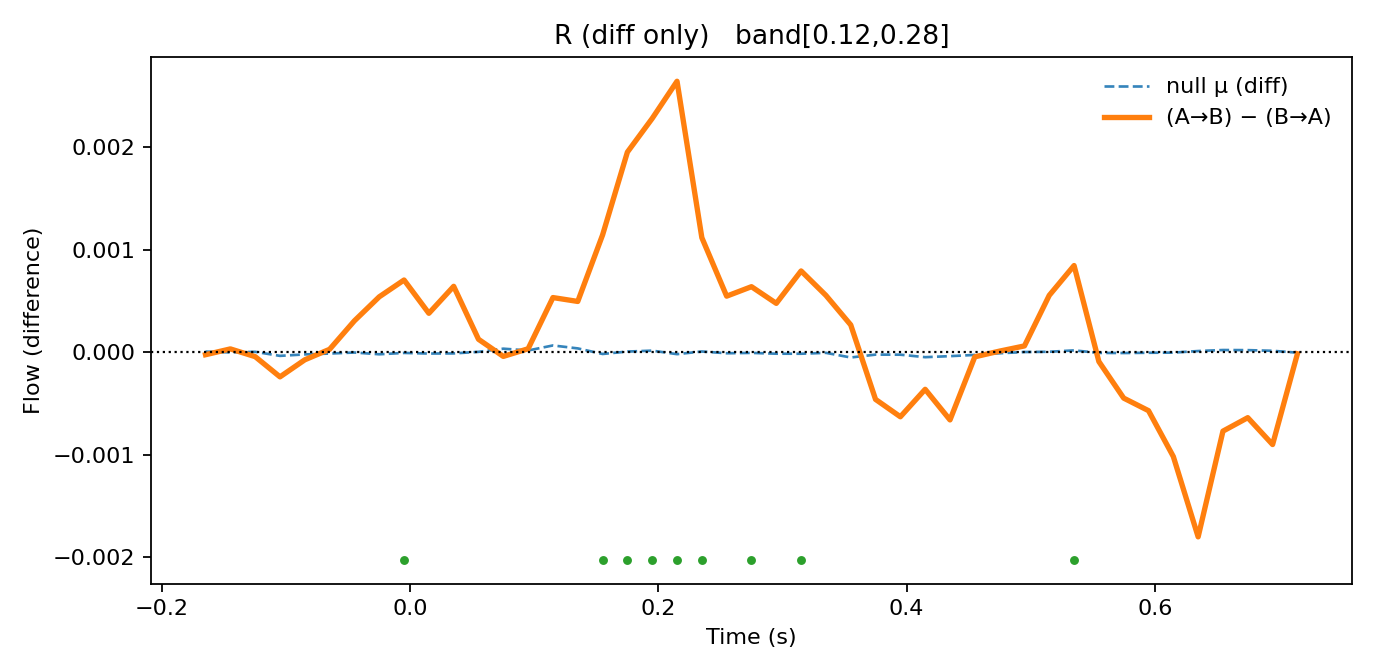 R (diff only)   band[0.12,0.28]
null μ (diff)
(A→B) − (B→A)
Flow (difference)
0.002
0.001
0.000
−0.001
−0.002
−0.2
0.0
0.2
0.4
0.6
Time (s)